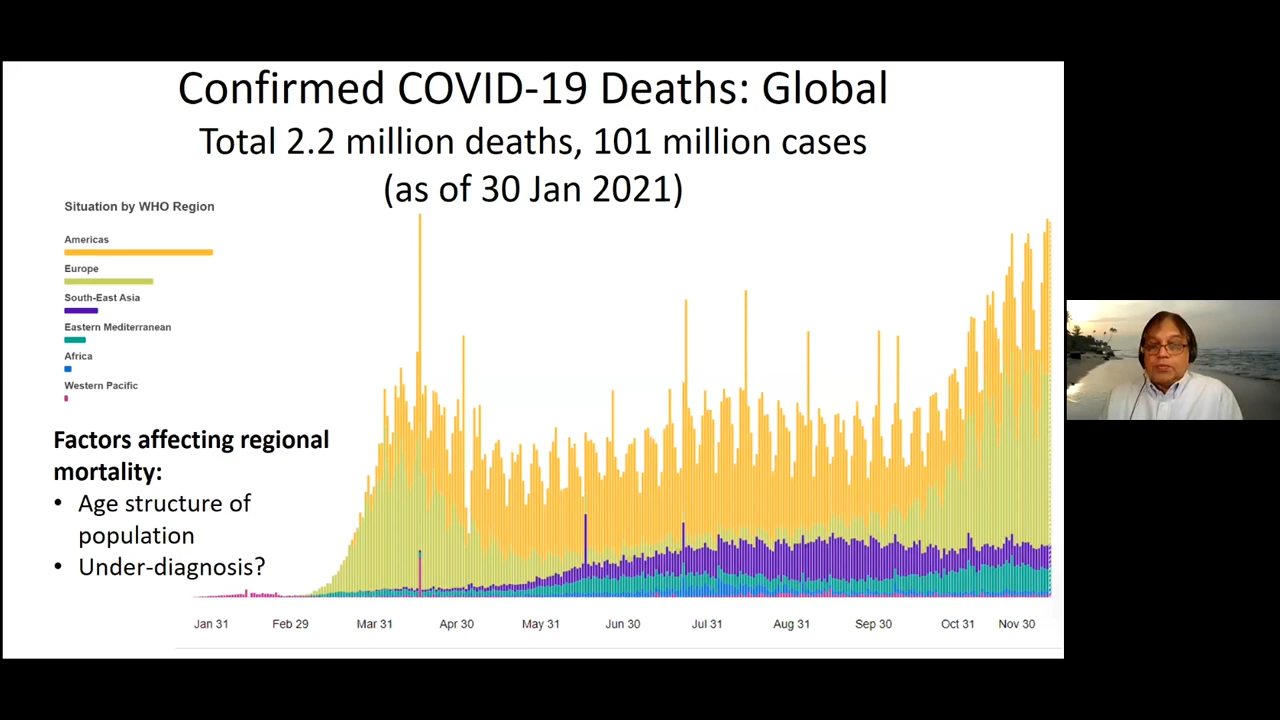 Confirmed COVID-19 Deaths: Global
Total 2.2 million deaths, 101 million cases
(as of 30 Jan 2021)
Situation by WHO Region
Americas
Europe
South-East Asia
Eastern Mediterranean
Africa
Western Pacific
Factors affecting regional
mortality:
• Age structure of
population
• Under-diagnosis?
Jan 31 Feb 29 Mar 31 Apr 30 May 31 Jun 30 Jul 31 Aug 31 Sep 30 Oct 31 Nov 30